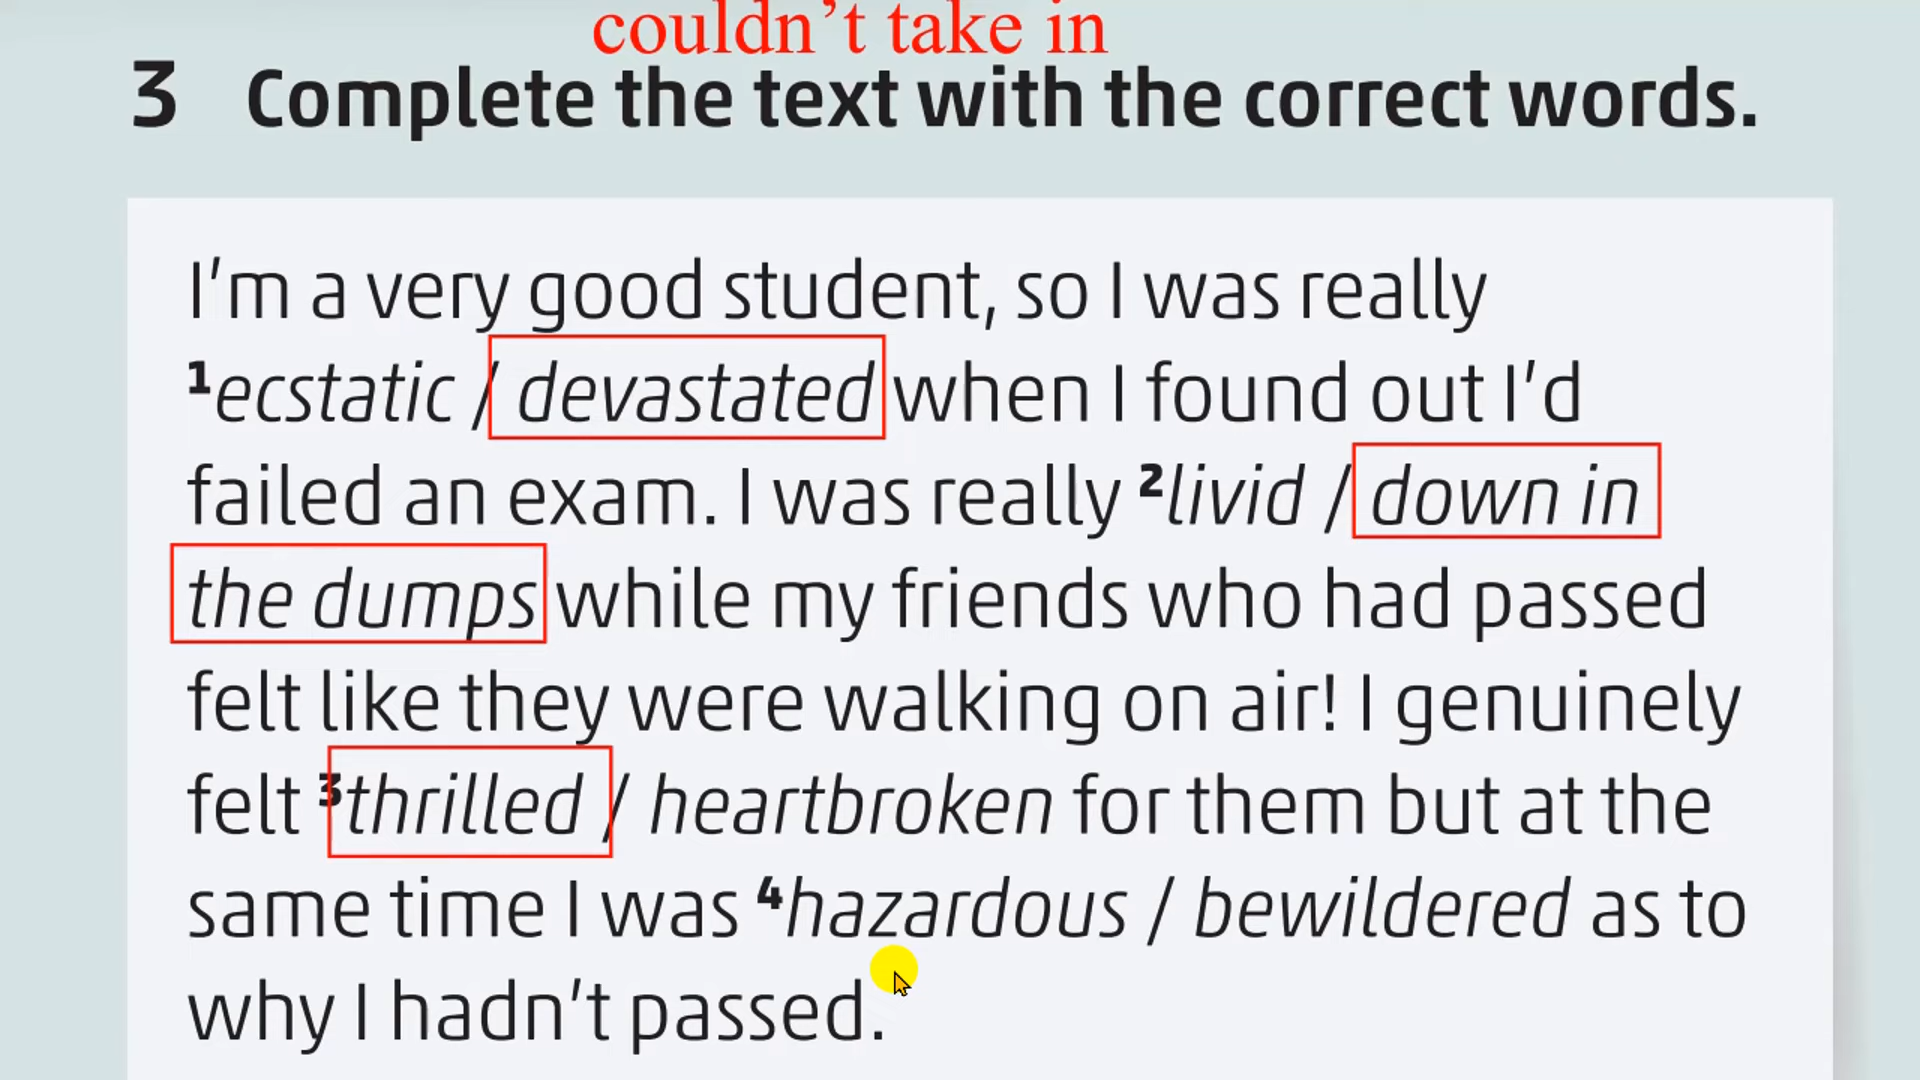 couldn’t take in
3 Complete the text with the correct words.
I’m a very good student, so I was really
1ecstatic / devastated when I found out I’d
failed an exam. I was really 2livid / down in
the dumps while my friends who had passed
felt like they were walking on air! I genuinely
felt 3thrilled / heartbroken for them but at the
same time I was 4hazardous / bewildered as to
why I hadn’t passed.